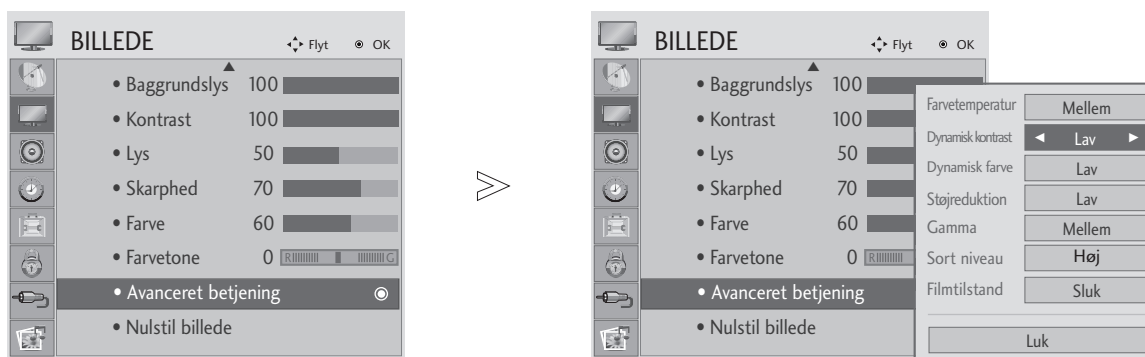 BILLEDE Flyt OK
• Baggrundslys 100
• Kontrast 100
• Lys 50
• Skarphed 70
• Farve 60
• Farvetone 0 R G
• Avanceret betjening
• Nulstil billede
BILLEDE Flyt OK
• Baggrundslys 100
• Kontrast 100
• Lys 50
• Skarphed 70
• Farve 60
• Farvetone 0 R
• Avanceret betjening
• Nulstil billede
Farvetemperatur Mellem
Dynamisk kontrast Lav
Dynamisk farve Lav
Støjreduktion Lav
Gamma Mellem
Sort niveau Høj
Filmtilstand Sluk
Luk